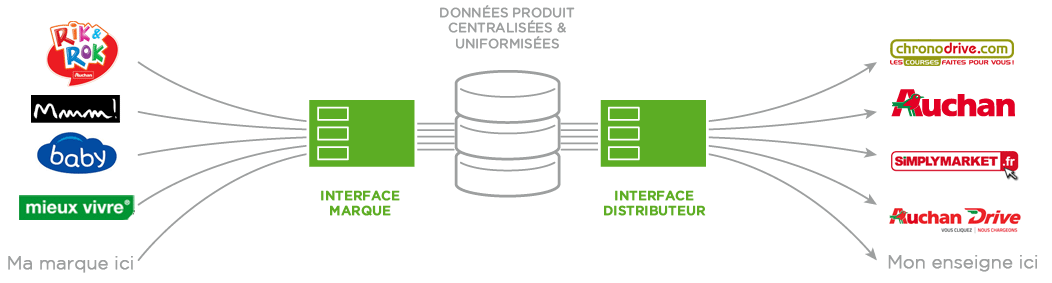 RiK & ROK
Auchan
Mmm!
baby
mieux vivre®
Ma marque ici
INTERFACE
MARQUE
DONNÉES PRODUIT
CENTRALISÉES &
UNIFORMISÉES
INTERFACE
DISTRIBUTEUR
chronodrive.com
LES COURSES FAITES POUR VOUS!
Auchan
SiMPLYMARKET.fr
Auchan Drive
VOUS CLIQUEZ | NOUS CHARGEONS
Mon enseigne ici